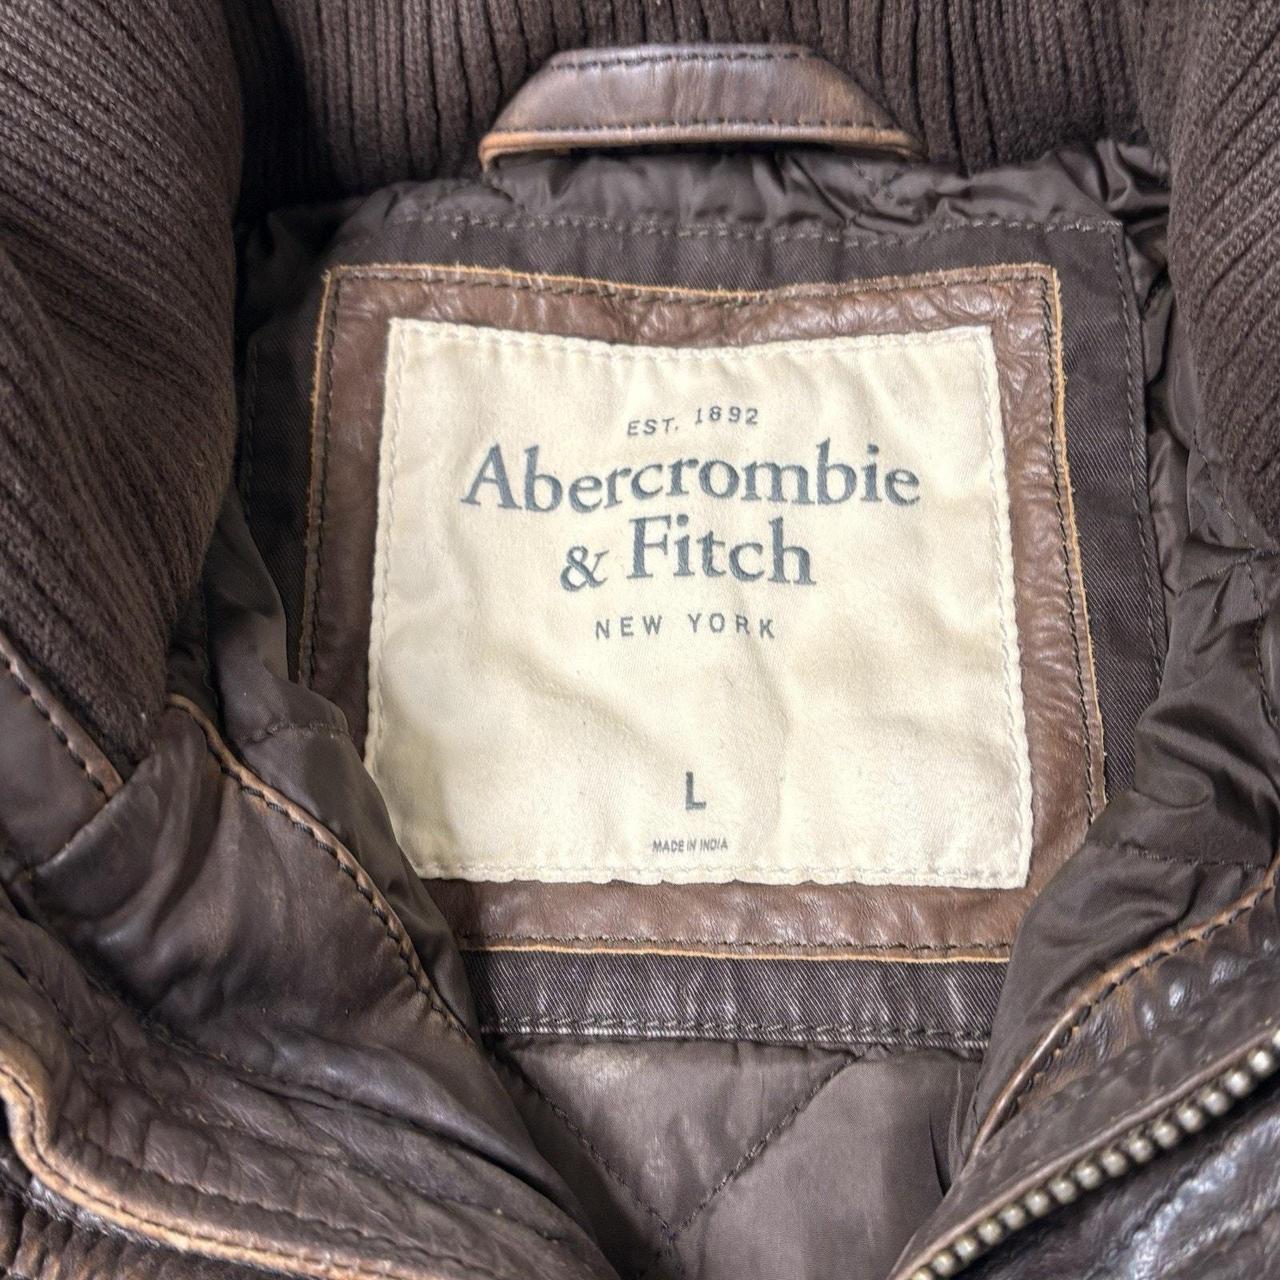 EST. 1892
Abercrombie
& Fitch
NEW YORK
L
MADE IN INDIA